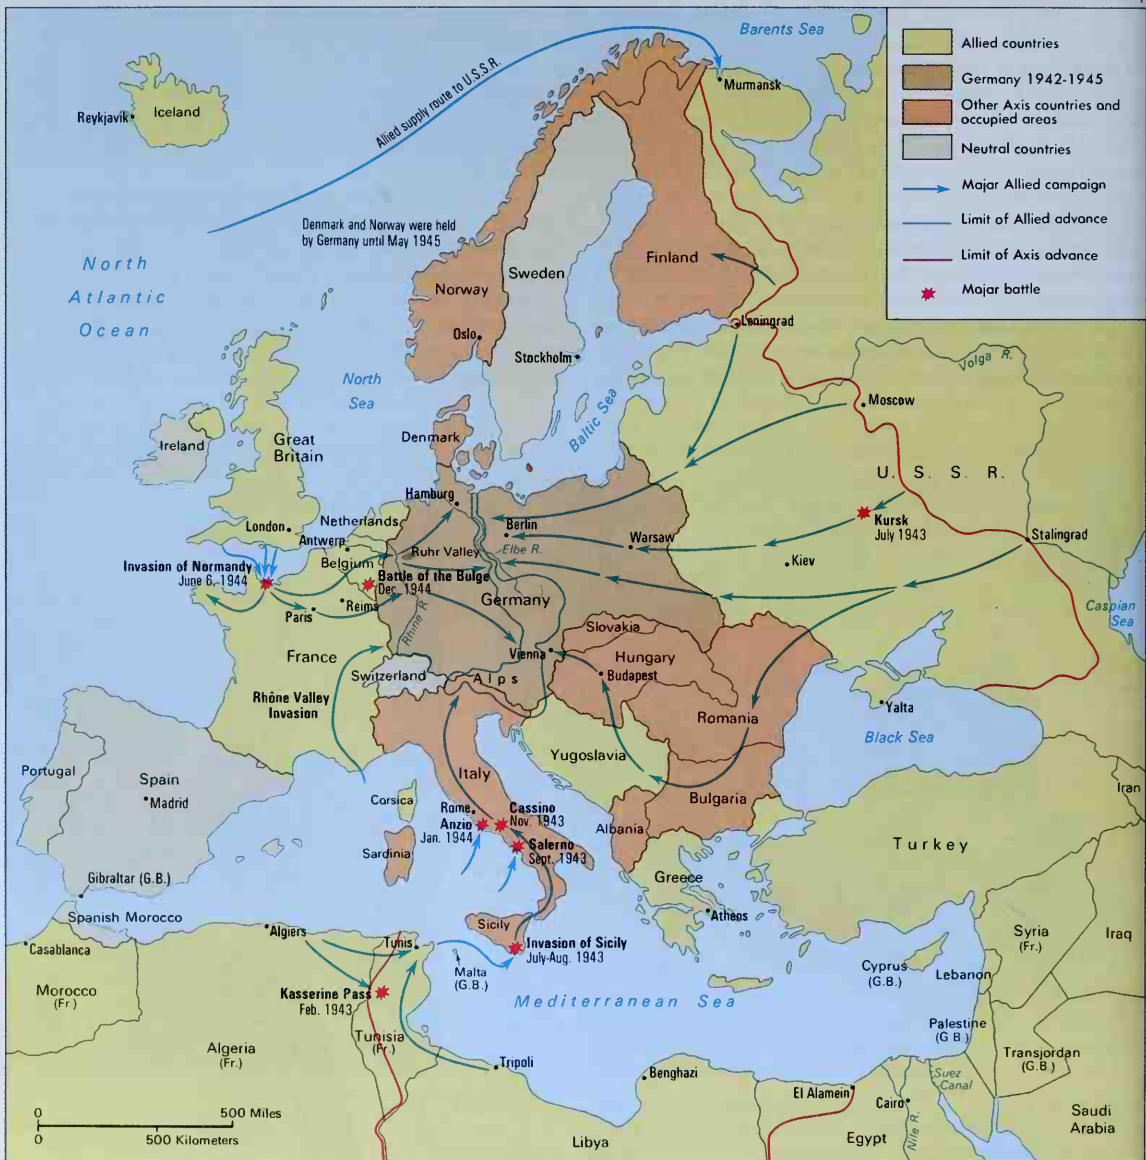 Barents Sea
Allied countries
Germany 1942-1945
Other Axis countries and
occupied areas
Neutral countries
Majar Allied campaign
Limit of Allied advance
Limit of Axis advance
Majar battle
Murmansk
Allied supply route to U.S.S.R.
Reykjavik
Iceland
Denmark and Norway were held
by Germany until May 1945
North
Atlantic
Ocean
Sweden
Finland
Norway
Oslo
Stockholm
Leningrad
Volga R.
North
Sea
Baltic Sea
Moscow
Denmark
Ireland
Great
Britain
U. S. S. R.
Hamburg
London
Netherlands
Antwerp
Belgium
Berlin
Elbe R.
Ruhr Valley
Warsaw
Kursk
July 1943
Kiev
Stalingrad
Invasion of Normandy
June 6, 1944
Battle of the Bulge
Dec. 1944
Germany
Paris
Reims
Rhine R.
Caspian
Sea
France
Slovakia
Vienna
Hungary
Budapest
Switzerland
Alps
Rhône Valley
Invasion
Romania
Yalta
Black Sea
Portugal
Spain
Madrid
Yugoslavia
Italy
Corsica
Rome
Anzio
Jan. 1944
Cassino
Nov. 1943
Bulgaria
Iran
Albania
Salerno
Sept. 1943
Sardinia
Turkey
Greece
Gibraltar (G.B.)
Athens
Spanish Morocco
Sicily
Algiers
Tunis
Invasion of Sicily
July-Aug. 1943
Casablanca
Malta
(G.B.)
Syria
(Fr.)
Iraq
Cyprus
(G.B.)
Lebanon
Morocco
(Fr.)
Kasserine Pass
Feb. 1943
Mediterranean Sea
Palestine
(G B.)
Tunisia
(Fr.)
Algeria
(Fr.)
Transjordan
(G.B.)
Tripoli
Benghazi
Suez
Canal
El Alamein
Cairo
Nile R.
Saudi
Arabia
0 500 Miles
0 500 Kilometers
Libya
Egypt